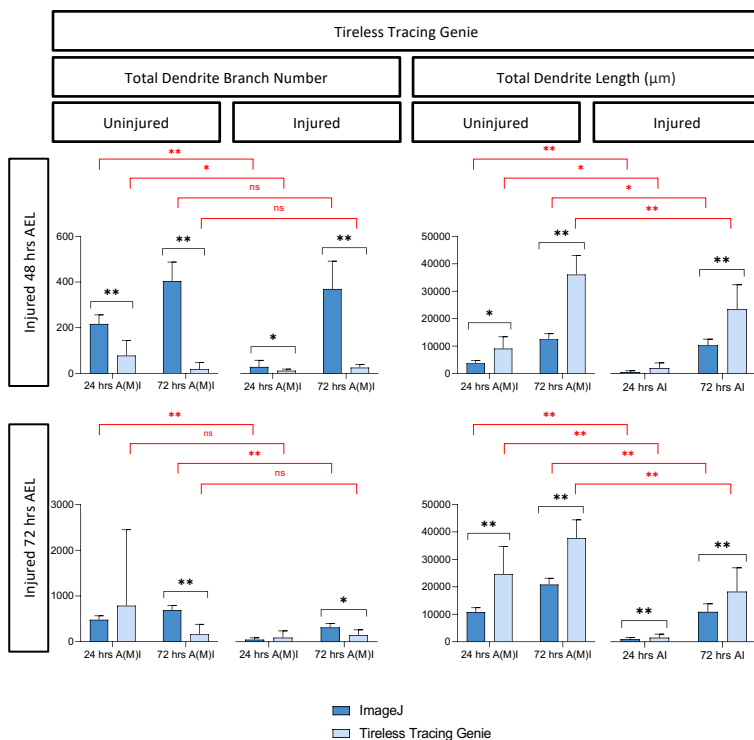 Tireless Tracing Genie
Total Dendrite Branch Number
Total Dendrite Length (μm)
Uninjured
Injured
Uninjured
Injured
Injured 48 hrs AEL
**
*
ns
ns
600
400
200
0
**
**
*
**
24 hrs A(M)I
72 hrs A(M)I
24 hrs A(M)I
72 hrs A(M)I
**
*
*
**
50000
40000
30000
20000
10000
0
*
**
**
24 hrs A(M)I
72 hrs A(M)I
24 hrs AI
72 hrs AI
Injured 72 hrs AEL
**
ns
**
ns
3000
2000
1000
0
**
*
24 hrs A(M)I
72 hrs A(M)I
24 hrs A(M)I
72 hrs A(M)I
**
**
**
**
50000
40000
30000
20000
10000
0
**
**
**
**
24 hrs A(M)I
72 hrs A(M)I
24 hrs AI
72 hrs AI
ImageJ
Tireless Tracing Genie